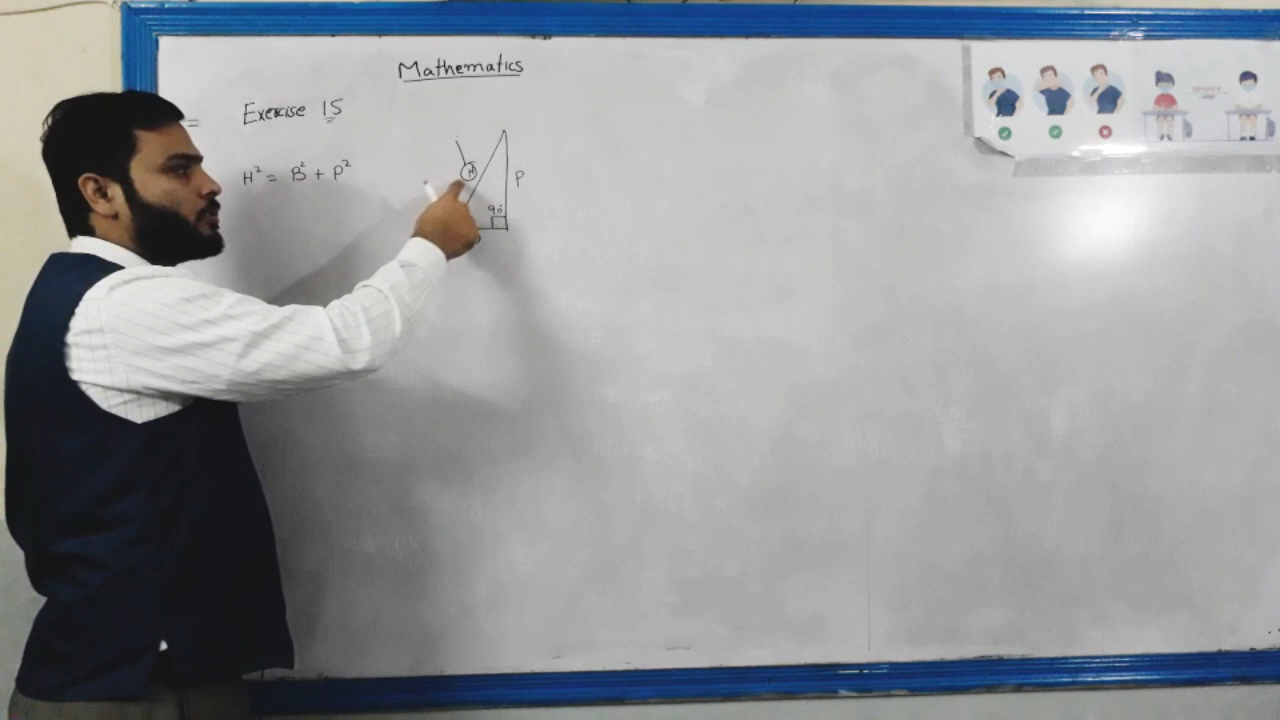 Mathematics
=
Exercise 15
H² = B² + P²
H
P
90°